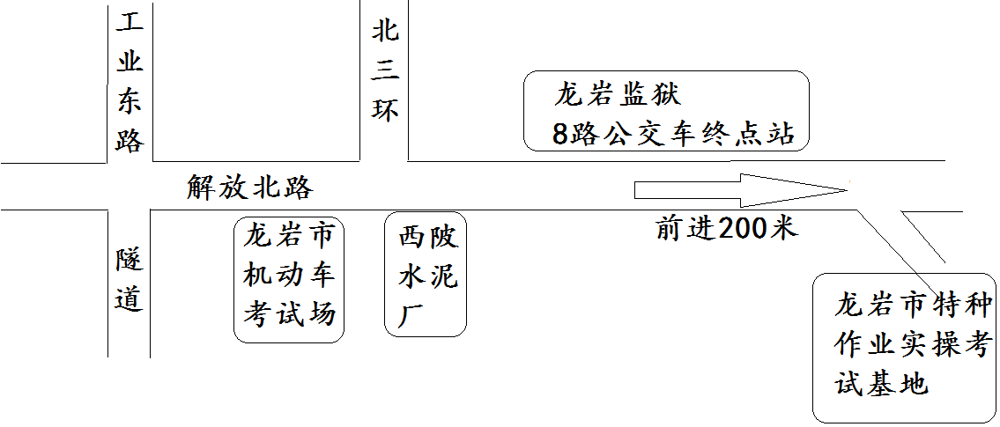 工业东路
北三环
龙岩监狱
8路公交车终点站
解放北路
前进200米
龙岩市
机动车
考试场
西陂
水泥
厂
隧道
龙岩市特种
作业实操考
试基地